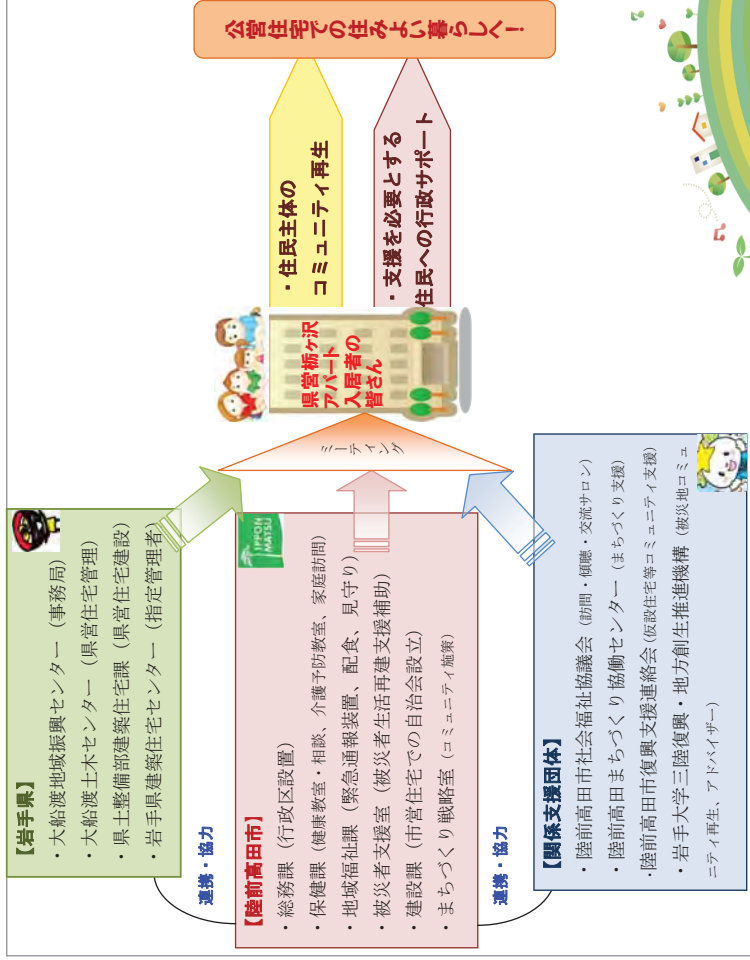 【岩手県】
・大船渡地域振興センター（事務局）
・大船渡土木センター（県営住宅管理）
・県土整備部建築住宅課（県営住宅建設）
・岩手県建築住宅センター（指定管理者）
連携・協力
【陸前高田市】
・総務課（行政区設置）
・保健課（健康教室・相談、介護予防教室、家庭訪問）
・地域福祉課（緊急通報装置、配食、見守り）
・被災者支援室（被災者生活再建支援補助）
・建設課（市営住宅での自治会設立）
・まちづくり戦略室（コミュニティ施策）
IPPON
MATSU
連携・協力
【関係支援団体】
・陸前高田市社会福祉協議会（訪問・傾聴・交流サロン）
・陸前高田まちづくり協働センター（まちづくり支援）
・陸前高田市復興支援連絡会（仮設住宅等コミュニティ支援）
・岩手大学三陸復興・地方創生推進機構（被災地コミュ
ニティ再生、アドバイザー）
ミーティング
県営栃ヶ沢
アパート
入居者の
皆さん
・住民主体の
コミュニティ再生
・支援を必要とする
住民への行政サポート
公営住宅での住みよい暮らしへ！